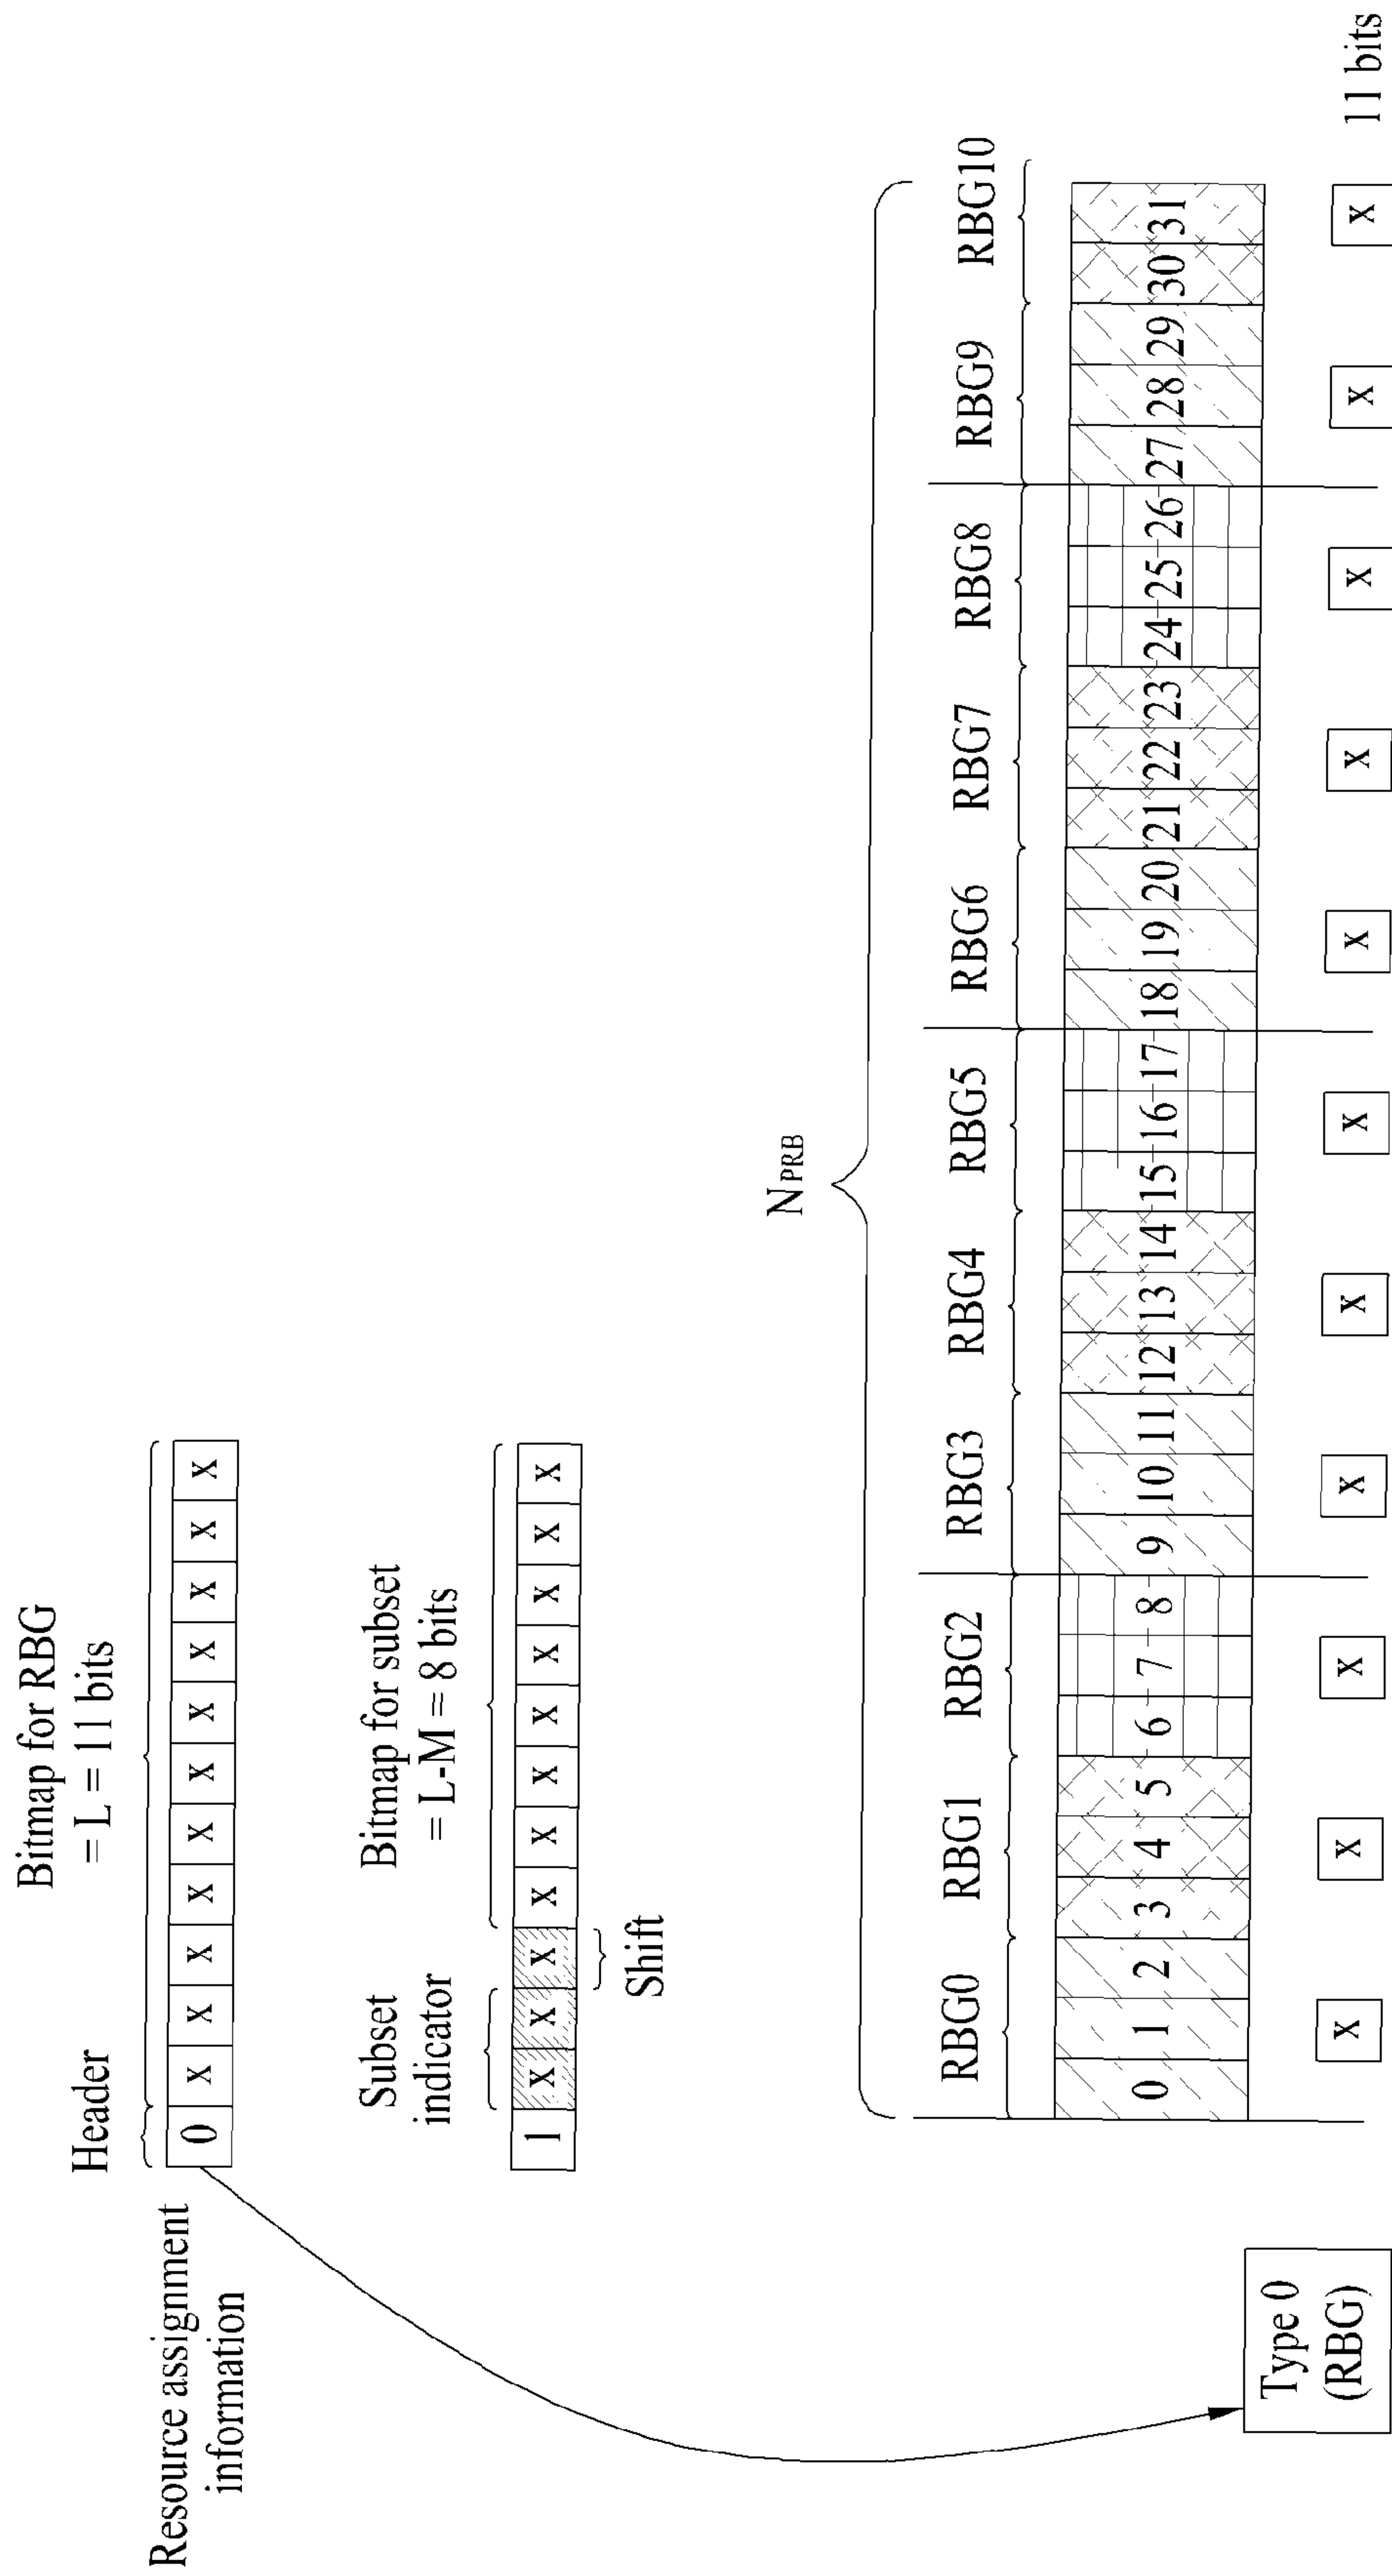 Header
Bitmap for RBG
= L = 11 bits
Resource assignment
information
0 X X X X X X X X X X X
Subset
indicator
Bitmap for subset
= L-M = 8 bits
1 X X X X X X X X X X X
Shift
NPRB
RBG0 RBG1 RBG2 RBG3 RBG4 RBG5 RBG6 RBG7 RBG8 RBG9 RBG10
0 1 2 3 4 5 6 7 8 9 10 11 12 13 14 15 16 17 18 19 20 21 22 23 24 25 26 27 28 29 30 31
Type 0
(RBG)
X X X X X X X X X X X 11 bits